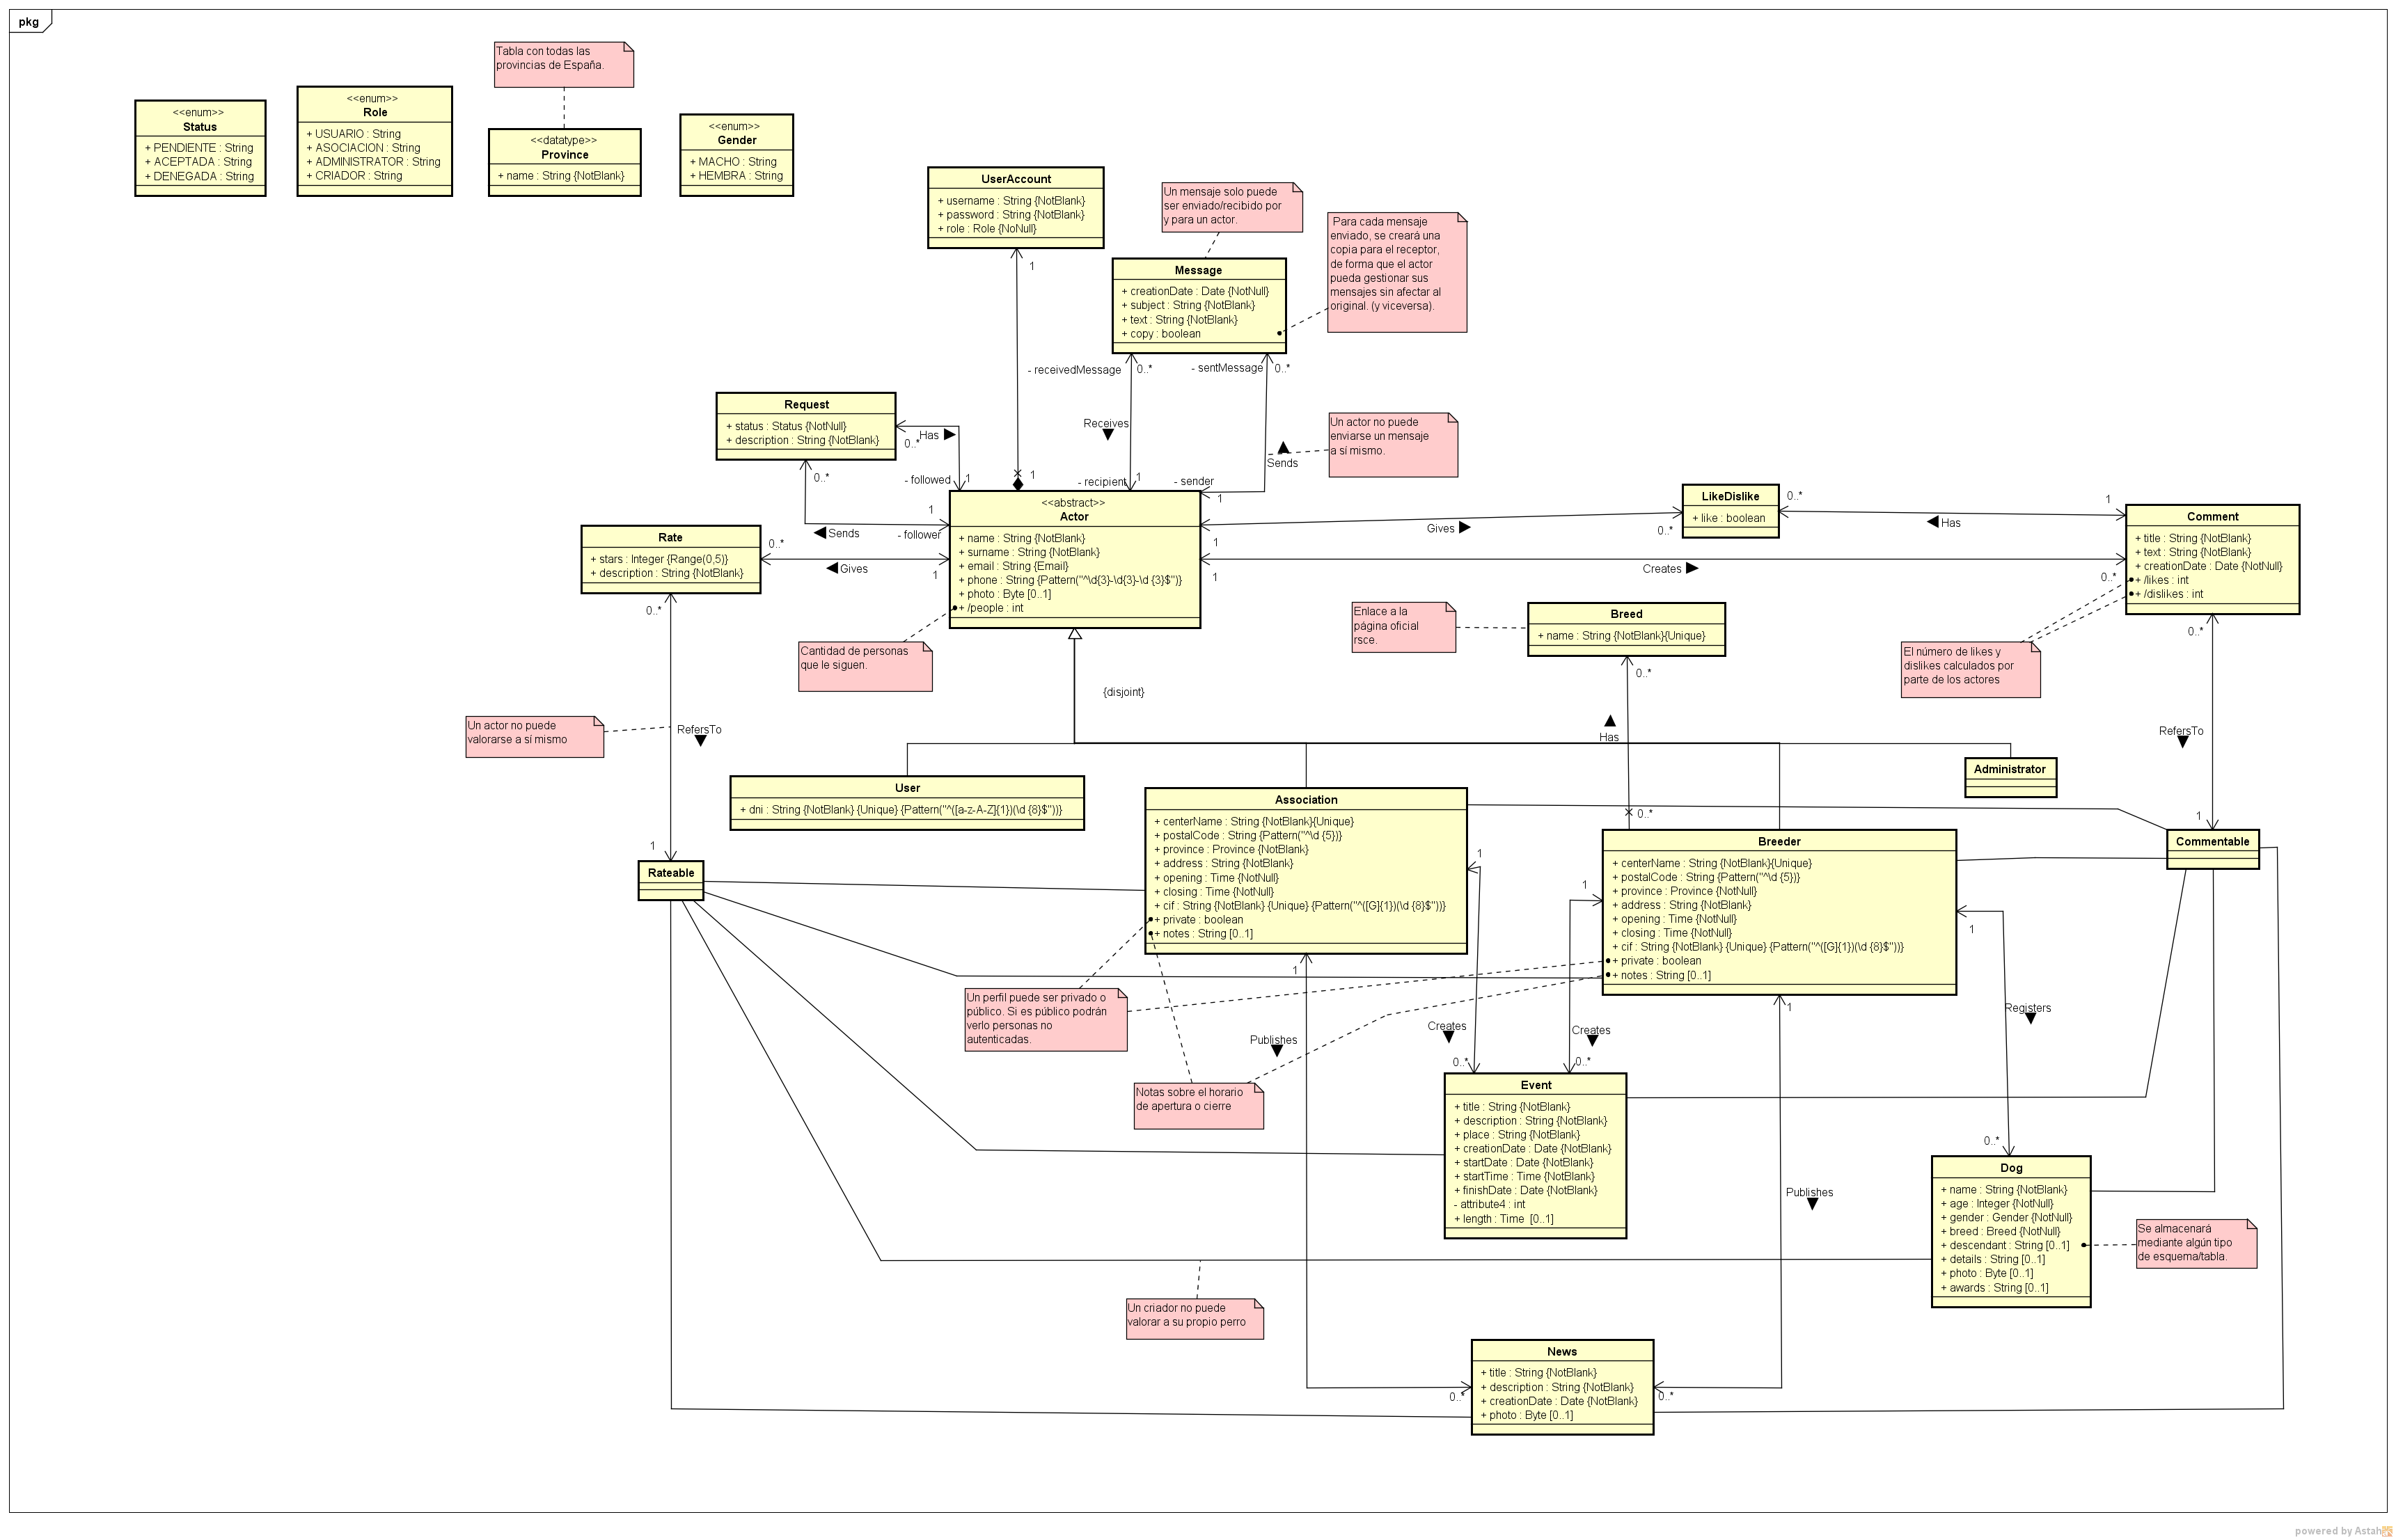 pkg
Tabla con todas las
provincias de España.
<<enum>>
Status
+ PENDIENTE : String
+ ACEPTADA : String
+ DENEGADA : String
<<enum>>
Role
+ USUARIO : String
+ ASOCIACION : String
+ ADMINISTRATOR : String
+ CRIADOR : String
<<datatype>>
Province
+ name : String {NotBlank}
<<enum>>
Gender
+ MACHO : String
+ HEMBRA : String
UserAccount
+ username : String {NotBlank}
+ password : String {NotBlank}
+ role : Role {NoNull}
1
Un mensaje solo puede
ser enviado/recibido por
y para un actor.
Para cada mensaje
enviado, se creará una
copia para el receptor,
de forma que el actor
pueda gestionar sus
mensajes sin afectar al
original. (y viceversa).
Message
+ creationDate : Date {NotNull}
+ subject : String {NotBlank}
+ text : String {NotBlank}
+ copy : boolean
- receivedMessage
0..*
- sentMessage
0..*
Receives
Sends
Un actor no puede
enviarse un mensaje
a sí mismo.
Request
+ status : Status {NotNull}
+ description : String {NotBlank}
0..*
Has
0..*
- followed
1
1
- recipient
1
- sender
1
1
Sends
- follower
<<abstract>>
Actor
+ name : String {NotBlank}
+ surname : String {NotBlank}
+ email : String {Email}
+ phone : String {Pattern("^\d{3}-\d{3}-\d {3}$")}
+ photo : Byte [0..1]
+ /people : int
Rate
+ stars : Integer {Range(0,5)}
+ description : String {NotBlank}
0..*
Gives
1
0..*
1
Gives
0..*
LikeDislike
+ like : boolean
0..*
Has
1
1
Creates
0..*
Comment
+ title : String {NotBlank}
+ text : String {NotBlank}
+ creationDate : Date {NotNull}
+ /likes : int
+ /dislikes : int
0..*
Cantidad de personas
que le siguen.
{disjoint}
Enlace a la
página oficial
rsce.
Breed
+ name : String {NotBlank}{Unique}
0..*
Has
0..*
El número de likes y
dislikes calculados por
parte de los actores
RefersTo
1
Un actor no puede
valorarse a sí mismo
RefersTo
1
Rateable
User
+ dni : String {NotBlank} {Unique} {Pattern("^([a-z-A-Z]{1})(\d {8}$"))}
Association
+ centerName : String {NotBlank}{Unique}
+ postalCode : String {Pattern("^\d {5})}
+ province : Province {NotBlank}
+ address : String {NotBlank}
+ opening : Time {NotNull}
+ closing : Time {NotNull}
+ cif : String {NotBlank} {Unique} {Pattern("^([G]{1})(\d {8}$"))}
+ private : boolean
+ notes : String [0..1]
Administrator
Commentable
Breeder
+ centerName : String {NotBlank}{Unique}
+ postalCode : String {Pattern("^\d {5})}
+ province : Province {NotNull}
+ address : String {NotBlank}
+ opening : Time {NotNull}
+ closing : Time {NotNull}
+ cif : String {NotBlank} {Unique} {Pattern("^([G]{1})(\d {8}$"))}
+ private : boolean
+ notes : String [0..1]
1
1
1
1
1
Un perfil puede ser privado o
público. Si es público podrán
verlo personas no
autenticadas.
Publishes
Creates
0..*
Creates
0..*
Registers
0..*
Notas sobre el horario
de apertura o cierre
Event
+ title : String {NotBlank}
+ description : String {NotBlank}
+ place : String {NotBlank}
+ creationDate : Date {NotBlank}
+ startDate : Date {NotBlank}
+ startTime : Time {NotBlank}
+ finishDate : Date {NotBlank}
- attribute4 : int
+ length : Time [0..1]
Publishes
Dog
+ name : String {NotBlank}
+ age : Integer {NotNull}
+ gender : Gender {NotNull}
+ breed : Breed {NotNull}
+ descendant : String [0..1]
+ details : String [0..1]
+ photo : Byte [0..1]
+ awards : String [0..1]
Se almacenará
mediante algún tipo
de esquema/tabla.
Un criador no puede
valorar a su propio perro
News
+ title : String {NotBlank}
+ description : String {NotBlank}
+ creationDate : Date {NotBlank}
+ photo : Byte [0..1]
0..*
0..*
powered by Astah